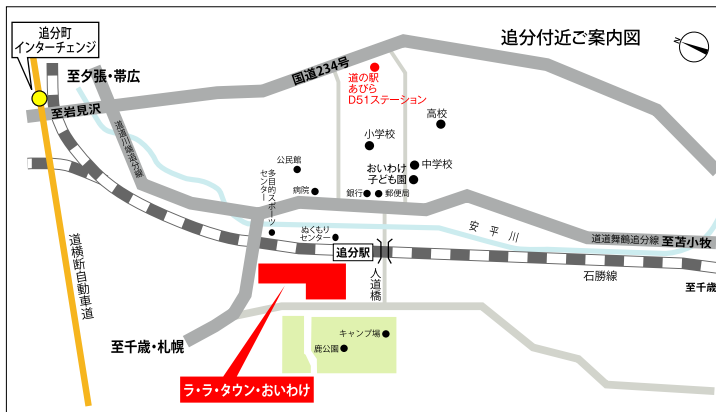 追分町
インターチェンジ
追分付近ご案内図
N
至夕張・帯広
国道234号
道の駅
あびら
D51ステーション
至岩見沢
道道川端追分線
高校
小学校
公民館
中学校
おいわけ
子ども園
多目的スポーツ
センター
病院
銀行
郵便局
安平川
ぬくもり
センター
追分駅
道道舞鶴追分線
至苫小牧
人道橋
石勝線
至千歳
道横断自動車道
至千歳・札幌
キャンプ場
鹿公園
ラ・ラ・タウン・おいわけ